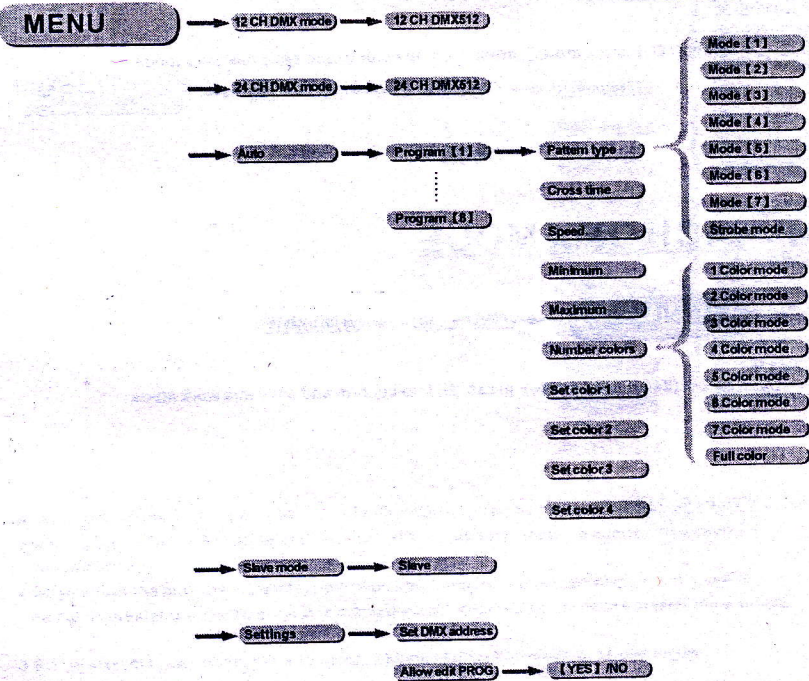 MENU
12 CH DMX mode
12 CH DMX512
24 CH DMX mode
24 CH DMX512
Auto
Program【1】
Program【8】
Pattern type
Cross time
Speed
Minimum
Maximum
Number colors
Set color 1
Set color 2
Set color 3
Set color 4
Mode【1】
Mode【2】
Mode【3】
Mode【4】
Mode【5】
Mode【6】
Mode【7】
Strobe mode
1 Color mode
2 Color mode
3 Color mode
4 Color mode
5 Color mode
6 Color mode
7 Color mode
Full color
Slave mode
Slave
Settings
Set DMX address
Allow edit PROG
【YES】/NO